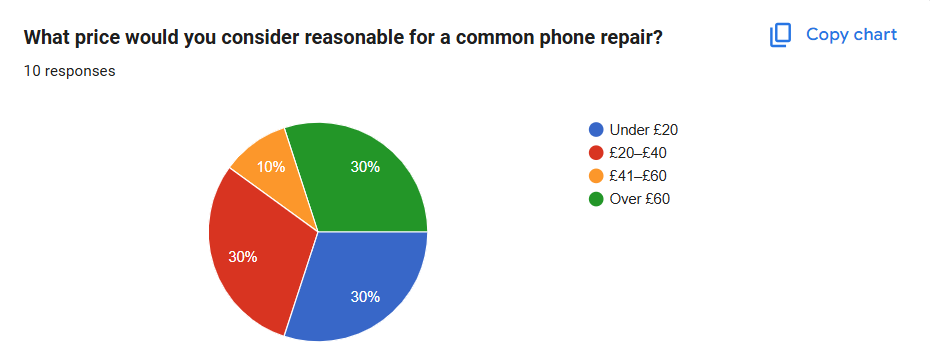 What price would you consider reasonable for a common phone repair?
Copy chart
10 responses
Under £20
£20–£40
£41–£60
Over £60
10%
30%
30%
30%